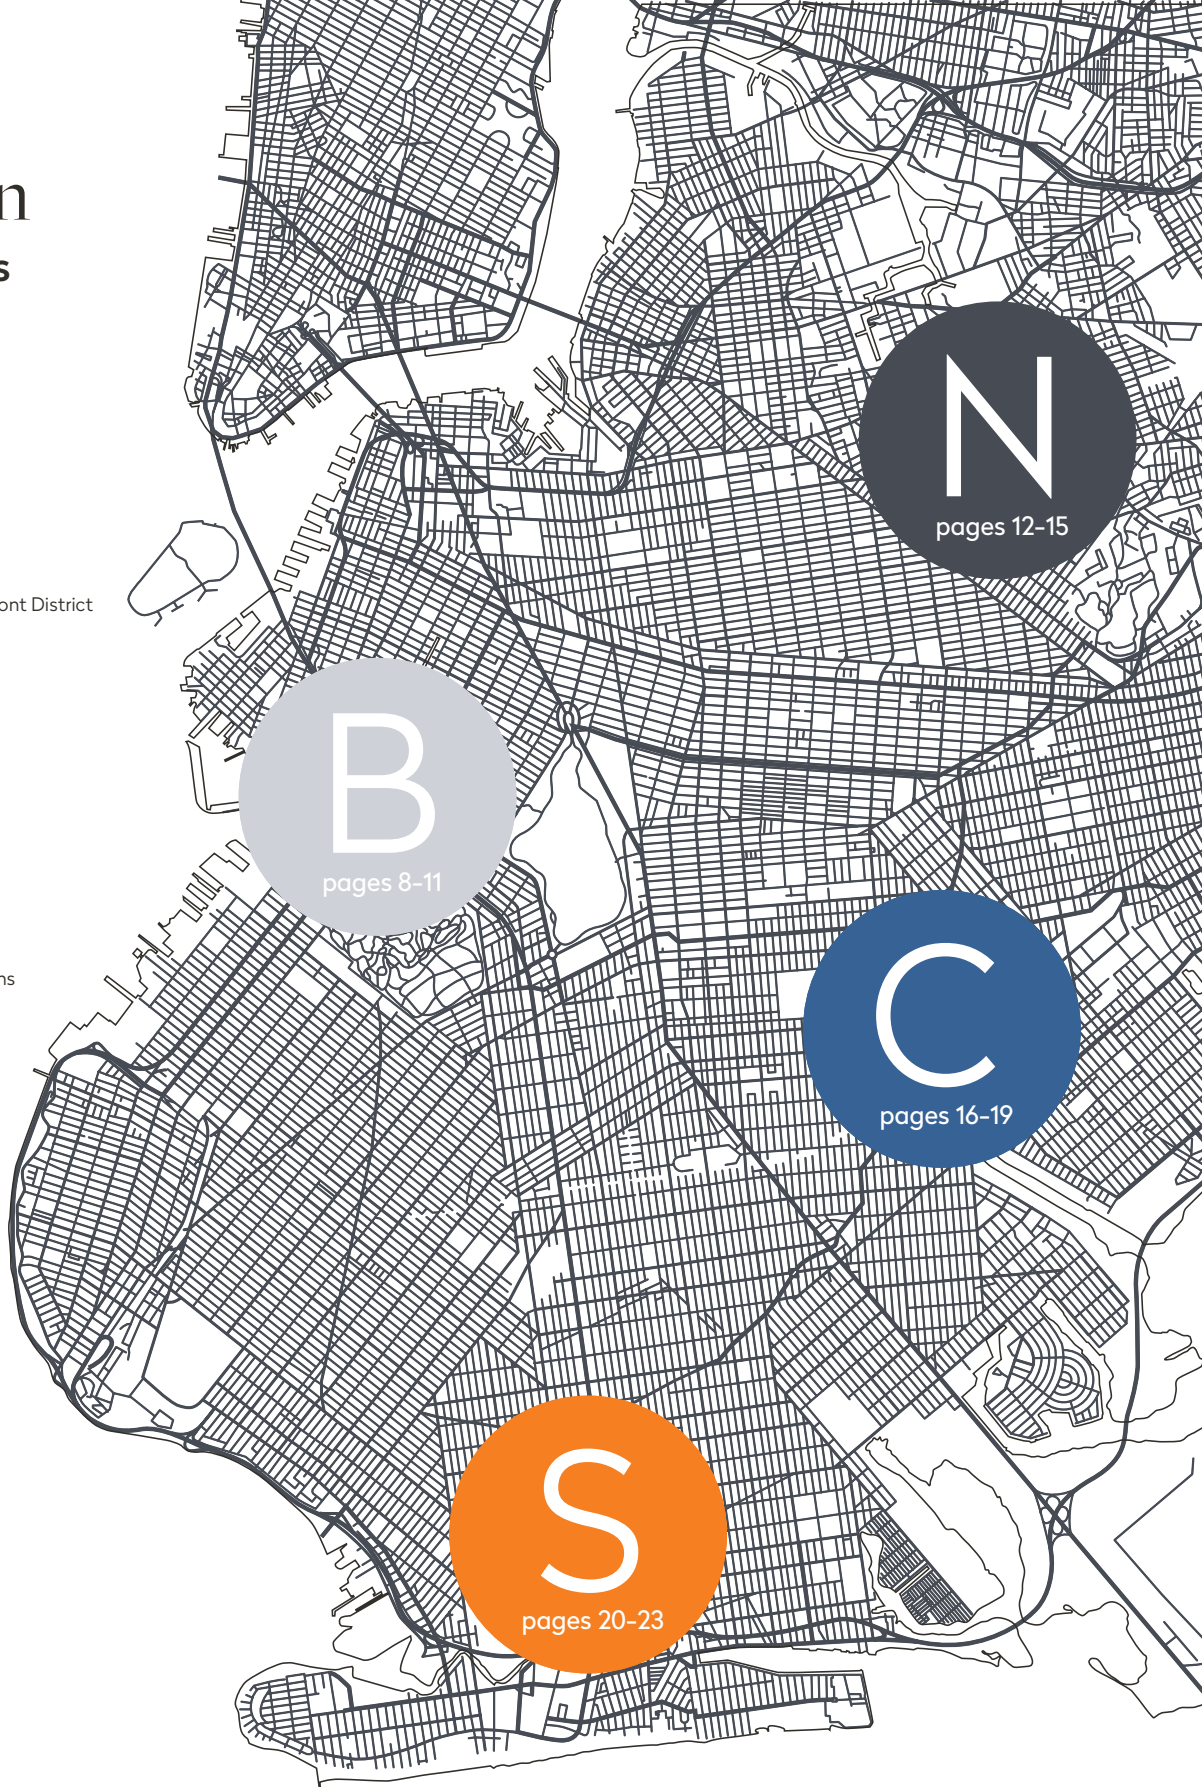 n
s
N
pages 12-15
ont District
B
pages 8-11
ns
C
pages 16-19
S
pages 20-23